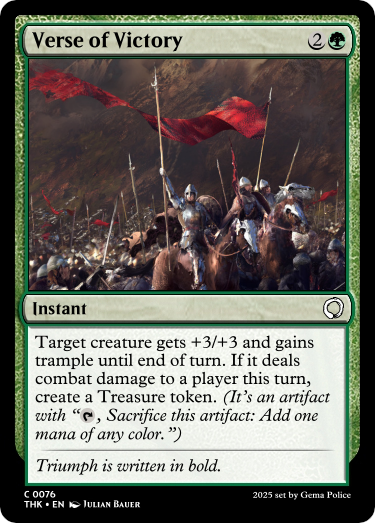 Verse of Victory 2
Instant
Target creature gets +3/+3 and gains
trample until end of turn. If it deals
combat damage to a player this turn,
create a Treasure token. (It's an artifact
with “, Sacrifice this artifact: Add one
mana of any color.”)
Triumph is written in bold.
C 0076
THK • EN Julian Bauer 2025 set by Gema Police